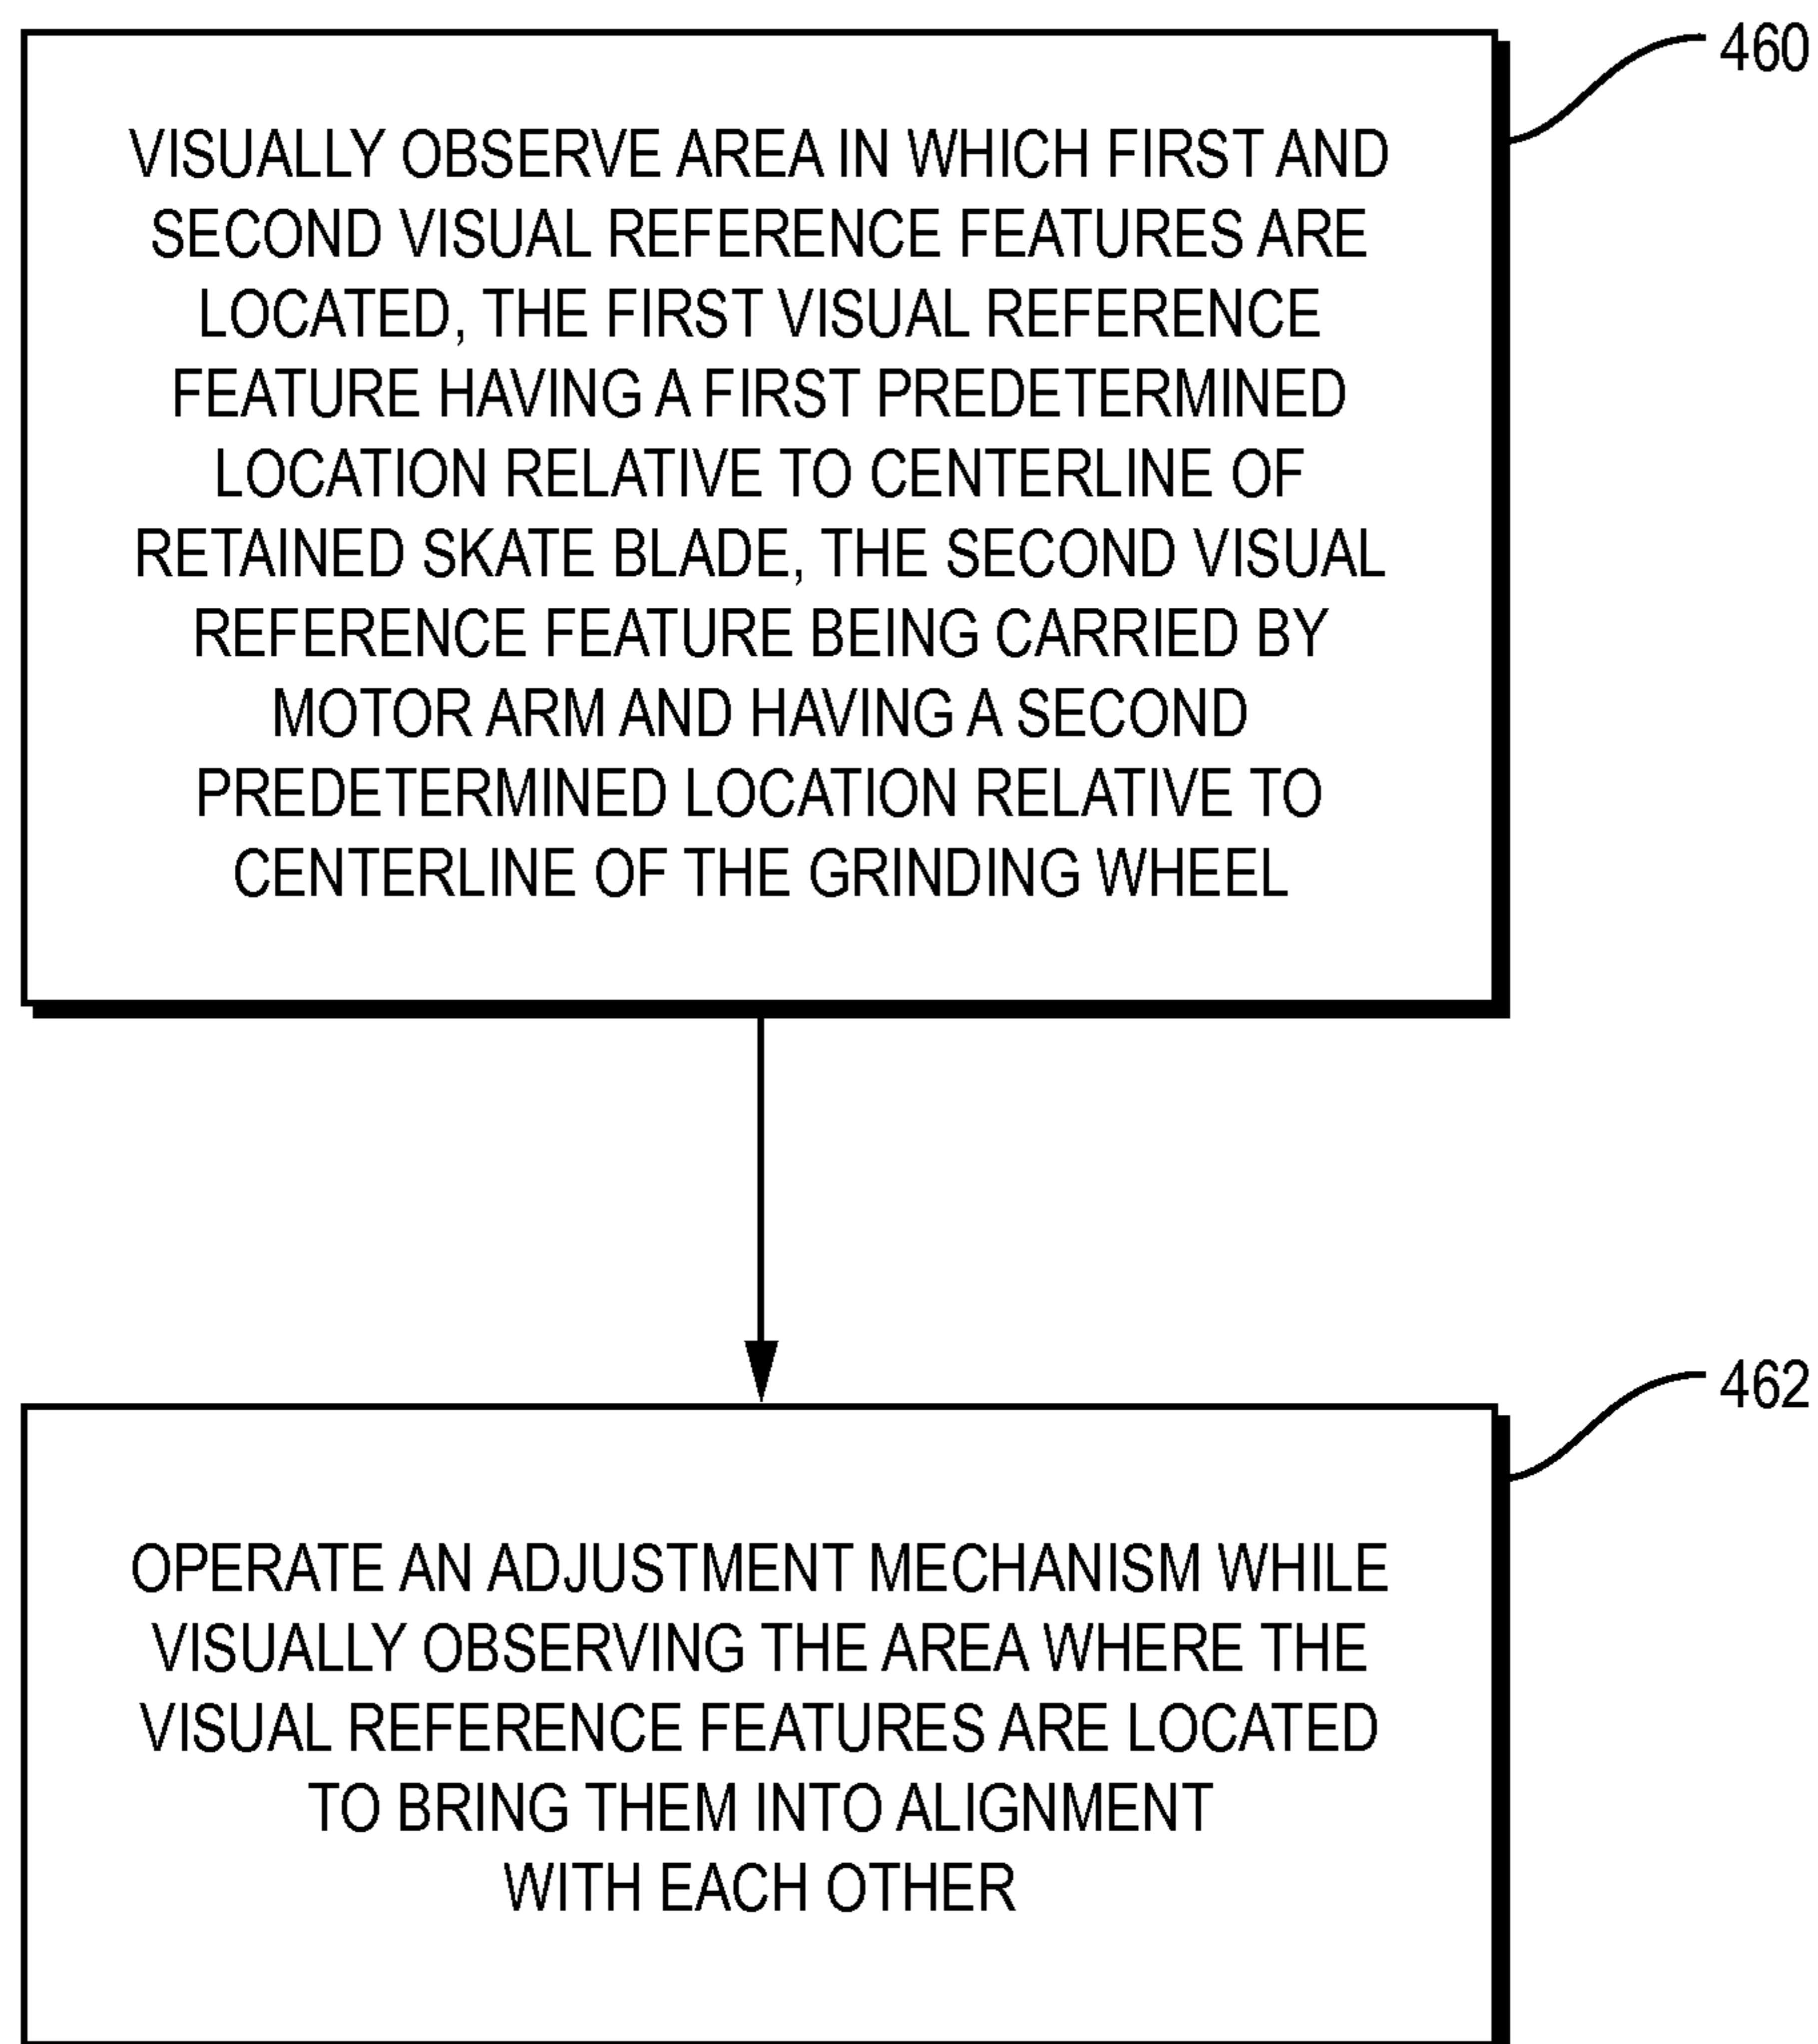 460
VISUALLY OBSERVE AREA IN WHICH FIRST AND
SECOND VISUAL REFERENCE FEATURES ARE
LOCATED, THE FIRST VISUAL REFERENCE
FEATURE HAVING A FIRST PREDETERMINED
LOCATION RELATIVE TO CENTERLINE OF
RETAINED SKATE BLADE, THE SECOND VISUAL
REFERENCE FEATURE BEING CARRIED BY
MOTOR ARM AND HAVING A SECOND
PREDETERMINED LOCATION RELATIVE TO
CENTERLINE OF THE GRINDING WHEEL
462
OPERATE AN ADJUSTMENT MECHANISM WHILE
VISUALLY OBSERVING THE AREA WHERE THE
VISUAL REFERENCE FEATURES ARE LOCATED
TO BRING THEM INTO ALIGNMENT
WITH EACH OTHER